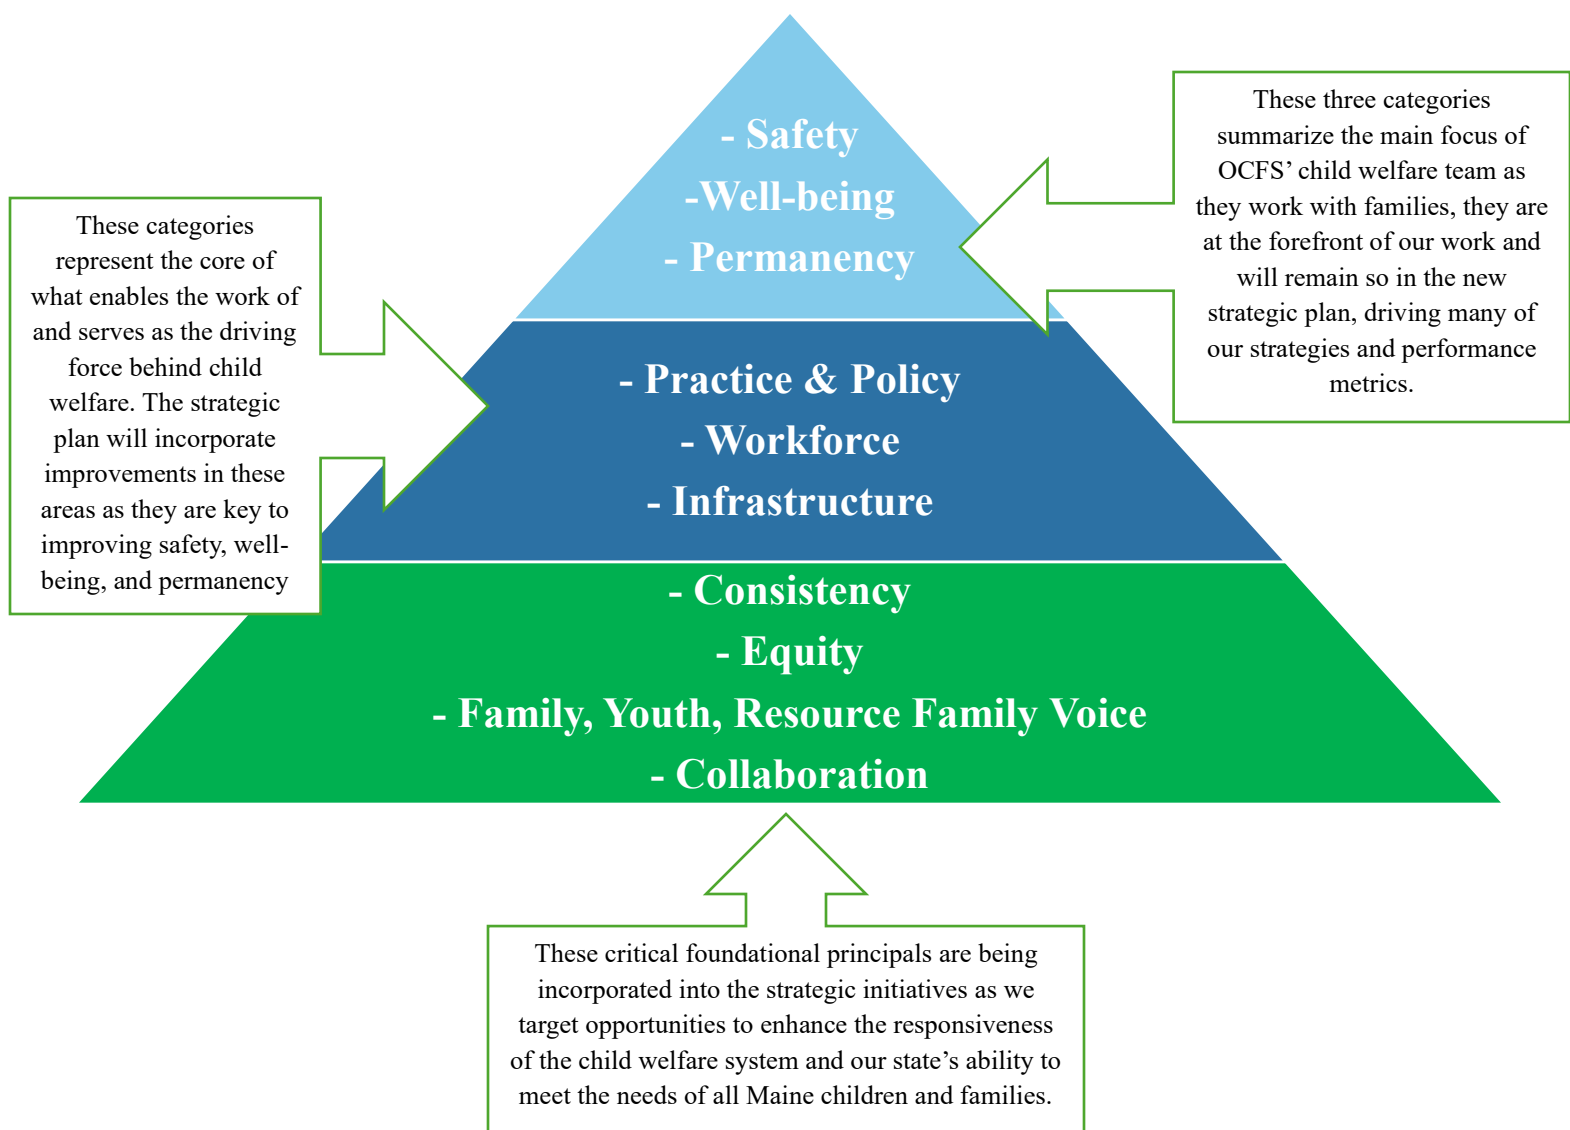 - Safety
-Well-being
- Permanency
These three categories
summarize the main focus of
OCFS’ child welfare team as
they work with families, they are
at the forefront of our work and
will remain so in the new
strategic plan, driving many of
our strategies and performance
metrics.
These categories
represent the core of
what enables the work of
and serves as the driving
force behind child
welfare. The strategic
plan will incorporate
improvements in these
areas as they are key to
improving safety, well-
being, and permanency
- Practice & Policy
- Workforce
- Infrastructure
- Consistency
- Equity
- Family, Youth, Resource Family Voice
- Collaboration
These critical foundational principals are being
incorporated into the strategic initiatives as we
target opportunities to enhance the responsiveness
of the child welfare system and our state’s ability to
meet the needs of all Maine children and families.